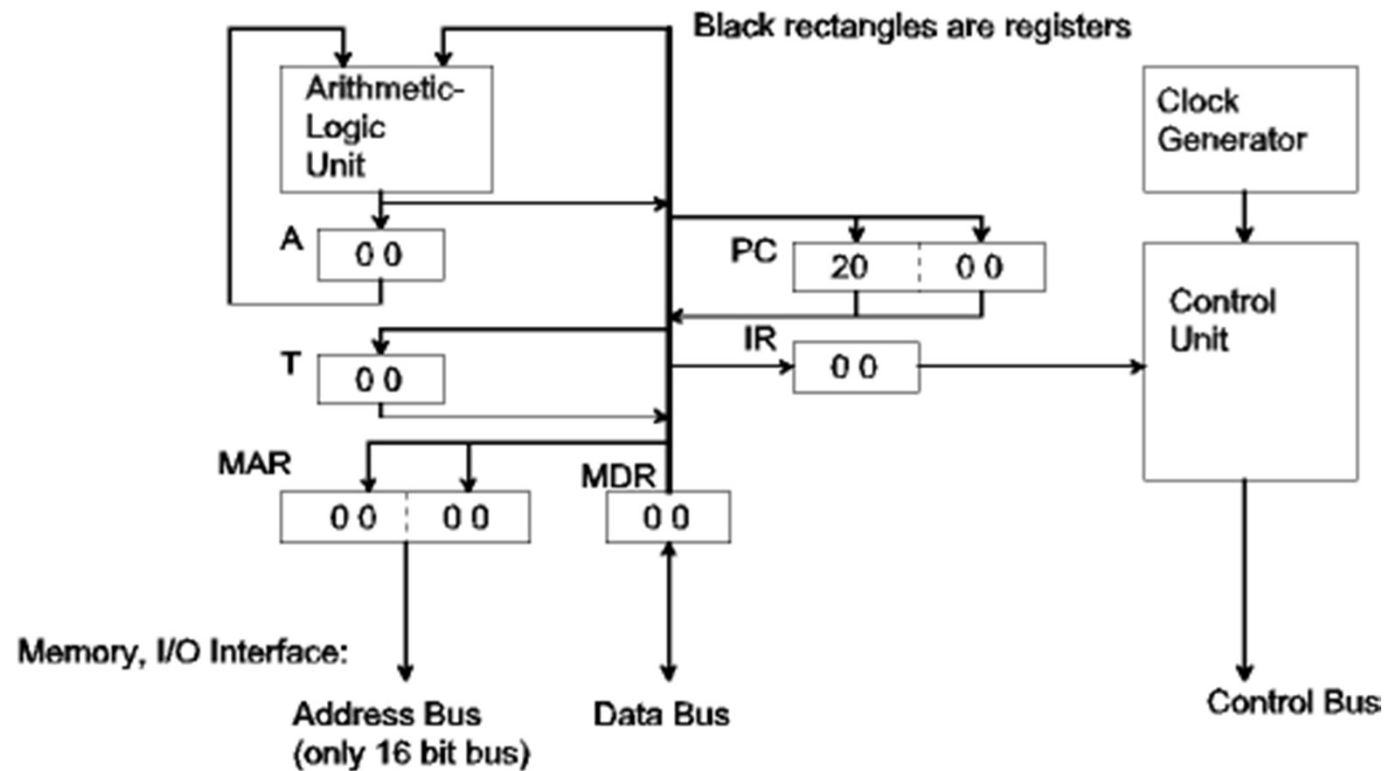 Black rectangles are registers
Arithmetic-
Logic
Unit
Clock
Generator
A
0 0
PC
20 0 0
Control
Unit
IR
0 0
T
0 0
MAR
0 0 0 0
MDR
0 0
Memory, I/O Interface:
Address Bus
(only 16 bit bus)
Data Bus
Control Bus